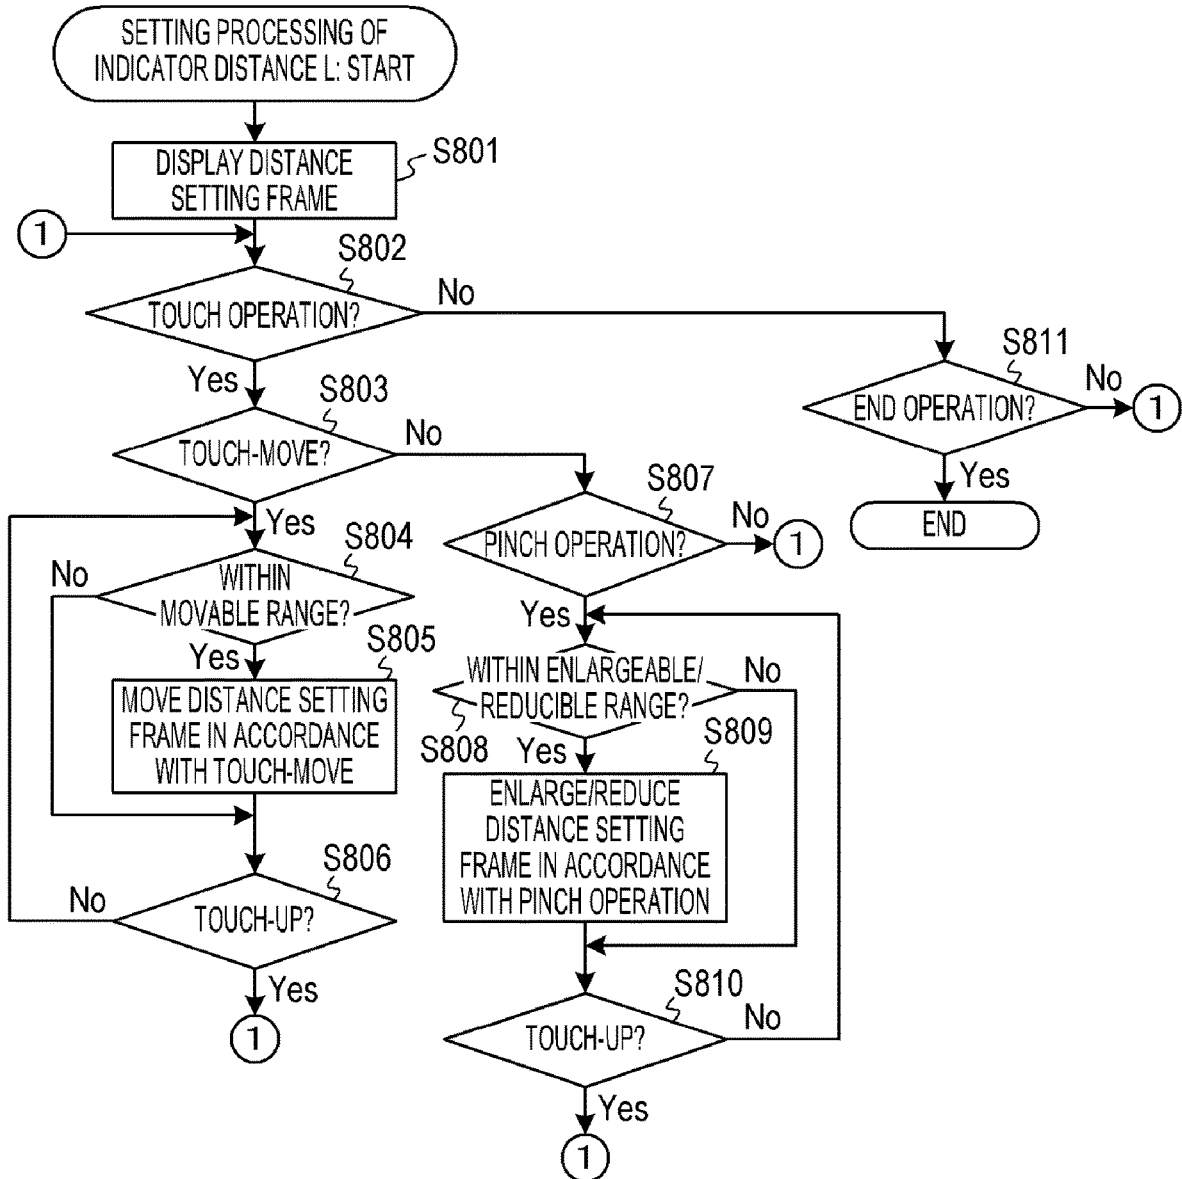 SETTING PROCESSING OF
INDICATOR DISTANCE L: START
S801
DISPLAY DISTANCE
SETTING FRAME
1
S802
TOUCH OPERATION?
No
Yes
S811
END OPERATION?
No
1
Yes
END
S803
TOUCH-MOVE?
No
Yes
S804
WITHIN
MOVABLE RANGE?
No
Yes
S805
MOVE DISTANCE SETTING
FRAME IN ACCORDANCE
WITH TOUCH-MOVE
S806
TOUCH-UP?
No
Yes
1
S807
PINCH OPERATION?
No
1
Yes
WITHIN ENLARGEABLE/
REDUCIBLE RANGE?
No
S808
Yes
S809
ENLARGE/REDUCE
DISTANCE SETTING
FRAME IN ACCORDANCE
WITH PINCH OPERATION
S810
TOUCH-UP?
No
Yes
1